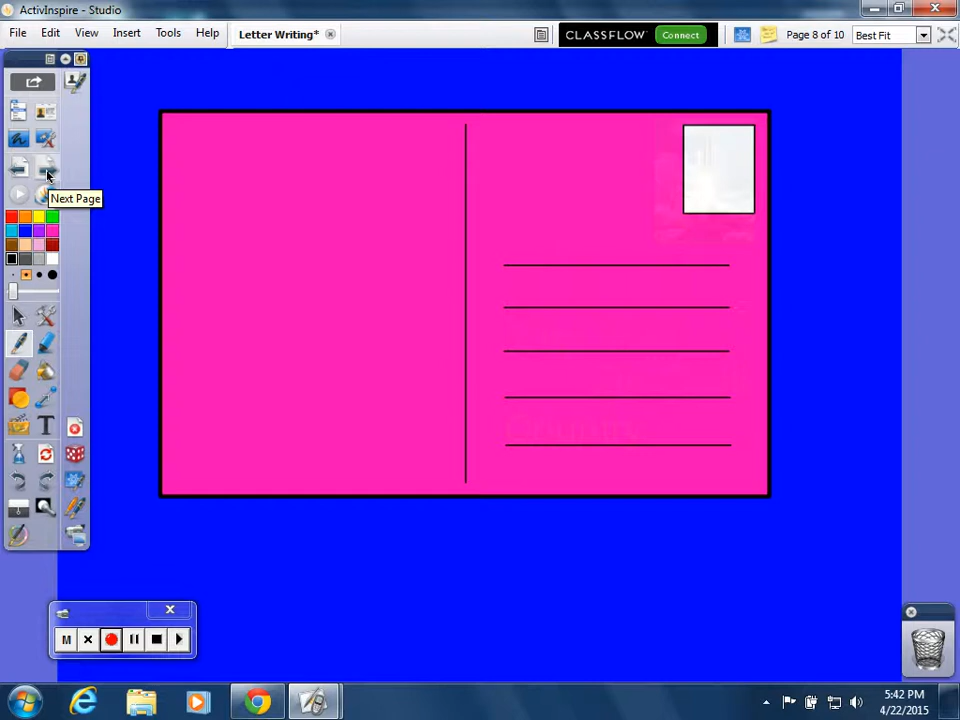 ActivInspire - Studio
File Edit View Insert Tools Help
Letter Writing*
CLASSFLOW Connect
Page 8 of 10
Best Fit
Next Page
M
5:42 PM
4/22/2015